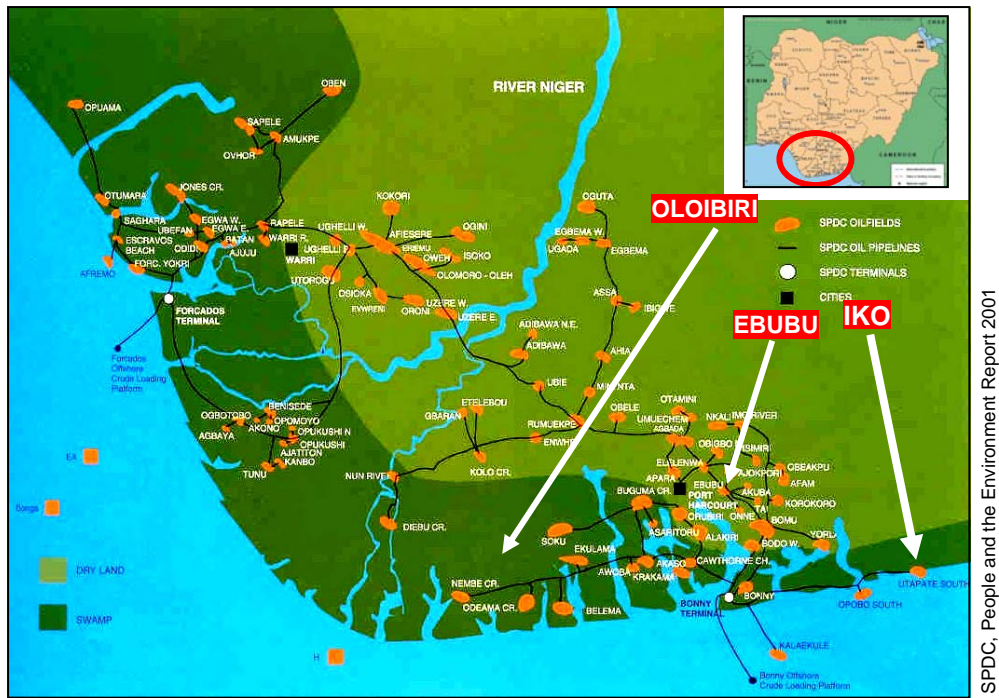 OPUAMA
OBEN
RIVER NIGER
SAPELE
AMUKPE
OVHOR
OTUMARA
JONES CR.
SAGHARA
EGWA W.
UBEFAN
EGWA E.
ESCRAVOS
BEACH
ODIDI
BATAN
AJUJU
RAPELE
WARRI R.
WARRI
AFREMO
FORC. YOKRI
FORCADOS
TERMINAL
Forcados
Offshore
Crude Loading
Platform
KOKORI
UGHELLI W.
AFIESERE
ERIEMU
UGHELLI E.
OGINI
OWEH
ISOKO
OLOMORO - OLEH
UTOROGU
OSIOKA
EVWRENI
ORONI
UZERE W.
UZERE E.
OGUTA
EGBEMA W.
UGADA
EGBEMA
ASSA
ADIBAWA N.E.
ADIBAWA
AHIA
UBIE
RUMUEKPE
ENWHE
ETELEBOU
GBARAN
KOLO CR.
NUN RIVER
DIEBU CR.
BENISEDE
OGBOTOBO
OPOMOYO
AKONO
AGBAYA
OPUKUSHI N
OPUKUSHI
AJATITON
KANBO
TUNU
EA
H
DRY LAND
SWAMP
OLOIBIRI
EBUBU
IKO
SPDC OILFIELDS
SPDC OIL PIPELINES
SPDC TERMINALS
CITIES
OBELE
OTAMINI
UMUECHEM
AGBADA
NKALI
IMO RIVER
ISIMIRI
AJOKPORI
OBEAKPU
AFAM
ELELENWA
APARA
EBUBU
AKUBA
TAI
KOROKORO
BUGUMA CR.
PORT
HARCOURT
ORUBIRI
ONNE
BOMU
ASARITORU
ALAKIRI
BODO W.
YORLA
SOKU
EKULAMA
AWOBA
AKASO
KRAKAMA
CAWTHORNE CH.
NEMBE CR.
ODEAMA CR.
BELEMA
BONNY
TERMINAL
BONNY
UTAPATE SOUTH
OPOBO SOUTH
KALAEKULE
Bonny Offshore
Crude Loading Platform
NIGER
BENIN
CAMEROON
SPDC, People and the Environment Report 2001